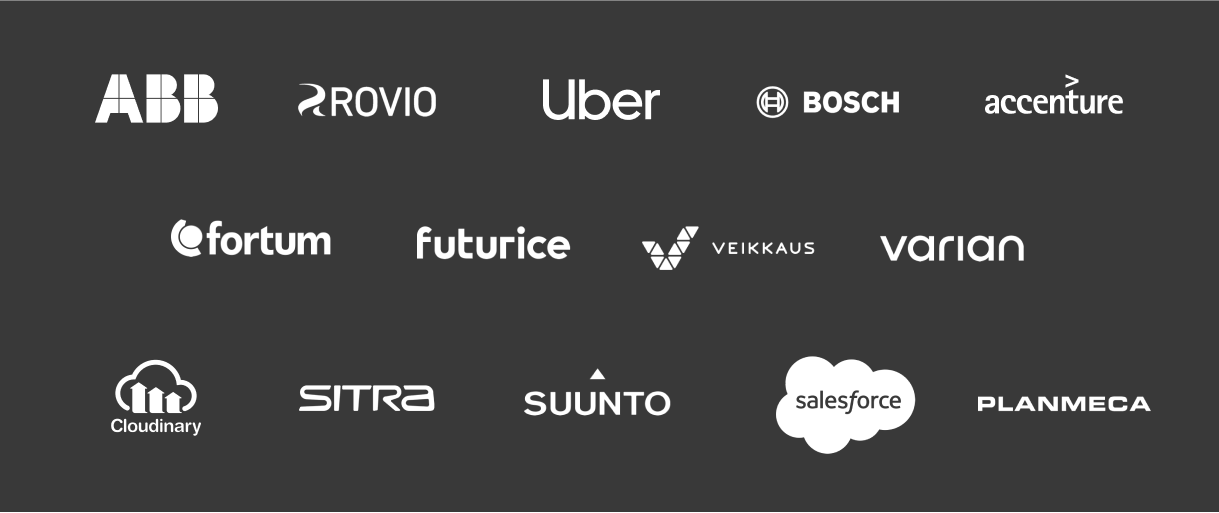 ABB ROVIO Uber BOSCH accenture
fortum futurice VEIKKAUS varian
Cloudinary SITRA SUUNTO salesforce PLANMECA